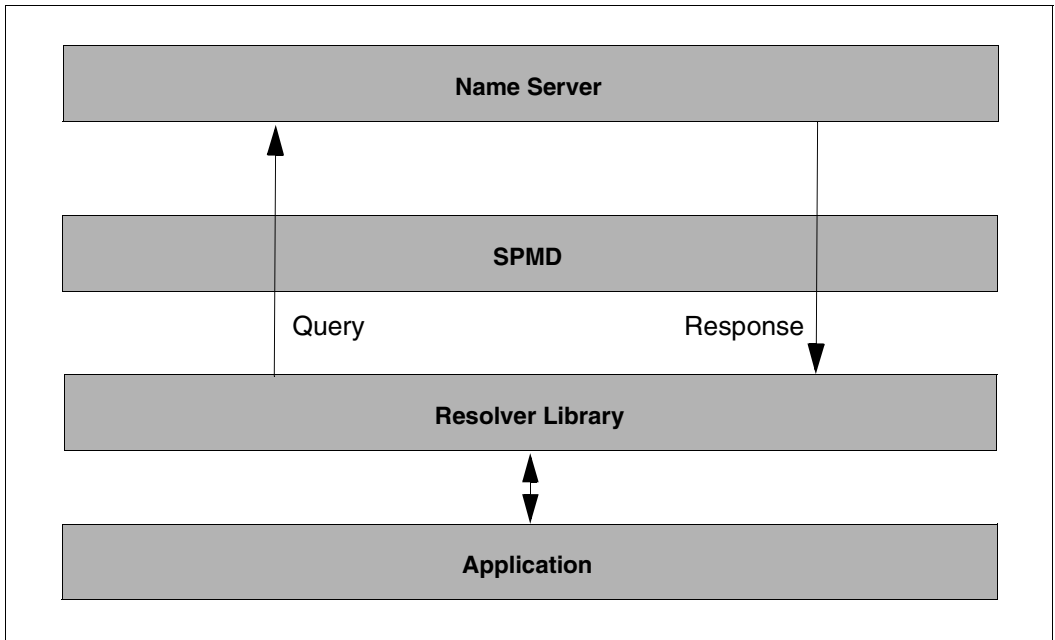 Name Server
SPMD
Query
Response
Resolver Library
Application